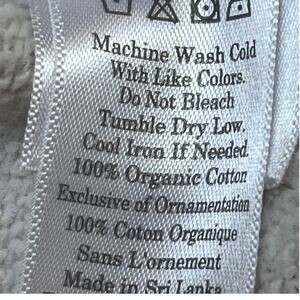 Machine Wash Cold
With Like Colors.
Do Not Bleach
Tumble Dry Low.
Cool Iron If Needed.
100% Organic Cotton
Exclusive of Ornamentation
100% Coton Organique
Sans L'ornement
Made in Sri Lanka